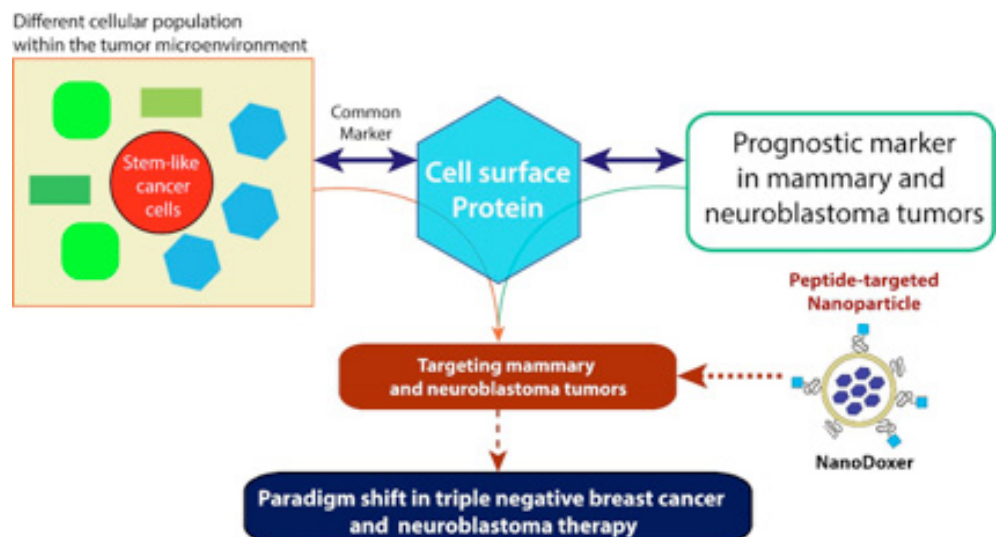 Different cellular population
within the tumor microenvironment
Stem-like
cancer
cells
Common
Marker
Cell surface
Protein
Prognostic marker
in mammary and
neuroblastoma tumors
Peptide-targeted
Nanoparticle
Targeting mammary
and neuroblastoma tumors
NanoDoxer
Paradigm shift in triple negative breast cancer
and neuroblastoma therapy